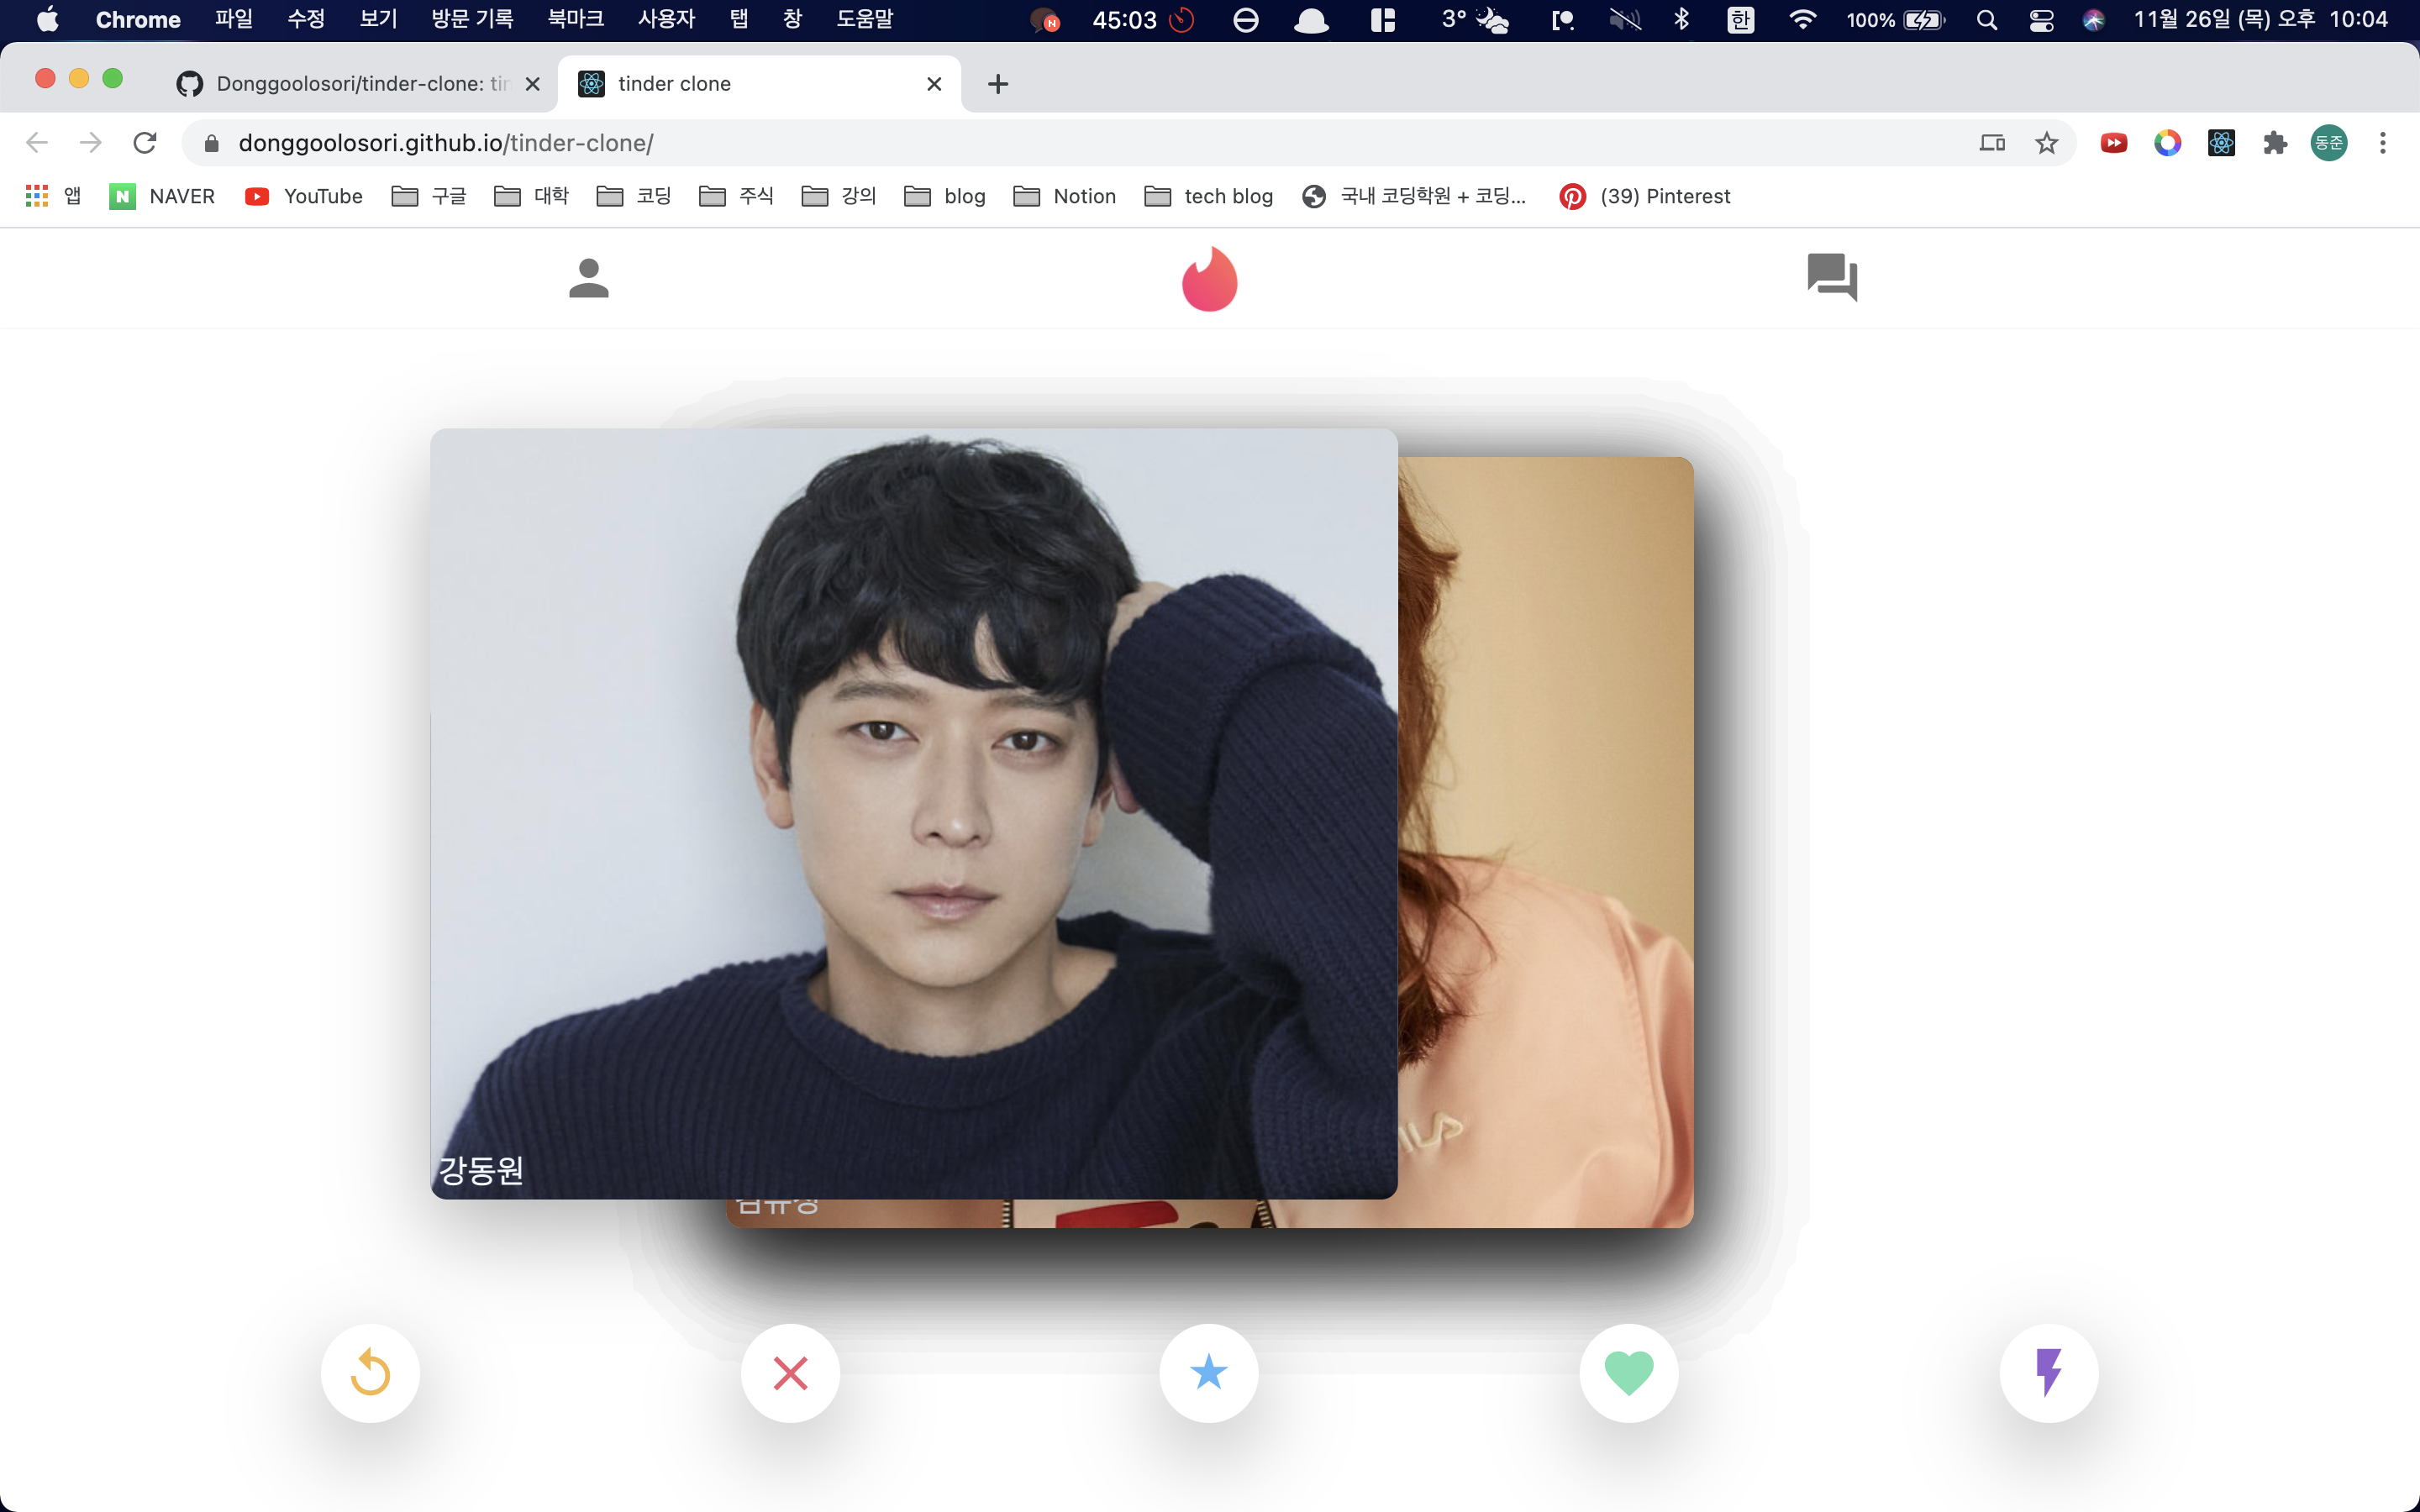 Chrome 파일 수정 보기 방문 기록 북마크 사용자 탭 창 도움말 N 45:03 3° 한 100% 11월 26일 (목) 오후 10:04
Donggoolosori/tinder-clone: tin tinder clone
donggoolosori.github.io/tinder-clone/ 동준
앱 N NAVER YouTube 구글 대학 코딩 주식 강의 blog Notion tech blog 국내 코딩학원 + 코딩... (39) Pinterest
강동원